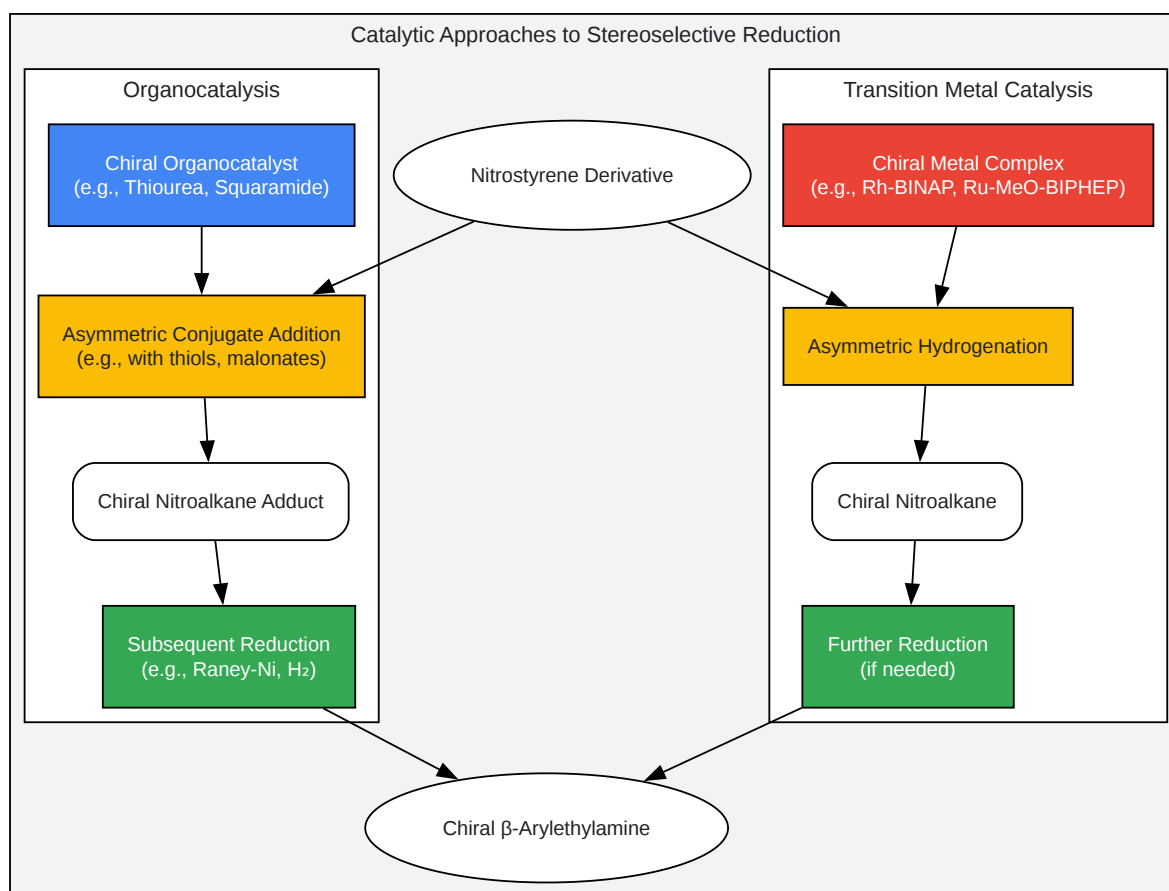 Catalytic Approaches to Stereoselective Reduction
Organocatalysis
Transition Metal Catalysis
Chiral Organocatalyst
(e.g., Thiourea, Squaramide)
Nitrostyrene Derivative
Chiral Metal Complex
(e.g., Rh-BINAP, Ru-MeO-BIPHEP)
Asymmetric Conjugate Addition
(e.g., with thiols, malonates)
Asymmetric Hydrogenation
Chiral Nitroalkane Adduct
Chiral Nitroalkane
Subsequent Reduction
(e.g., Raney-Ni, H₂)
Further Reduction
(if needed)
Chiral β-Arylethylamine